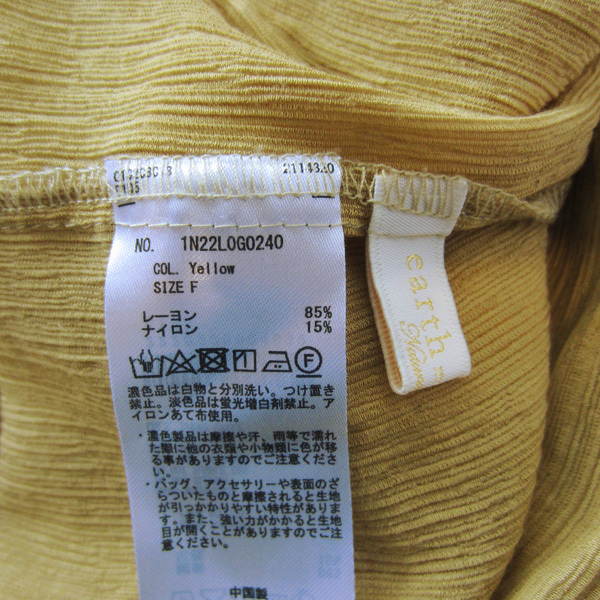 2114320
NO. 1N22L0G0240
COL. Yellow
SIZE F
レーヨン 85%
ナイロン 15%
F
濃色品は白物と分別洗い。つけ置き
禁止。淡色品は蛍光増白剤禁止。ア
イロンあて布使用。
・濃色製品は摩擦や汗、雨等で濡れ
た際に他の衣類や小物類に色が移
る事がありますのでご注意くださ
い。
・バッグ、アクセサリーや表面のざ
らついたものと摩擦されると生地
が引っかかりやすい特性がありま
す。また、強い力がかかると生地
目が開くことがありますのでご注
意ください。
中国製
earth